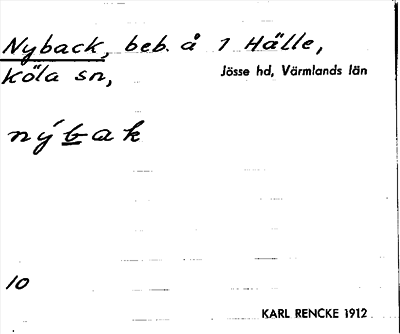 Nyback, beb. å 1 Hälle,
Köla sn, Jösse hd, Värmlands län
nýbak
10
KARL RENCKE 1912